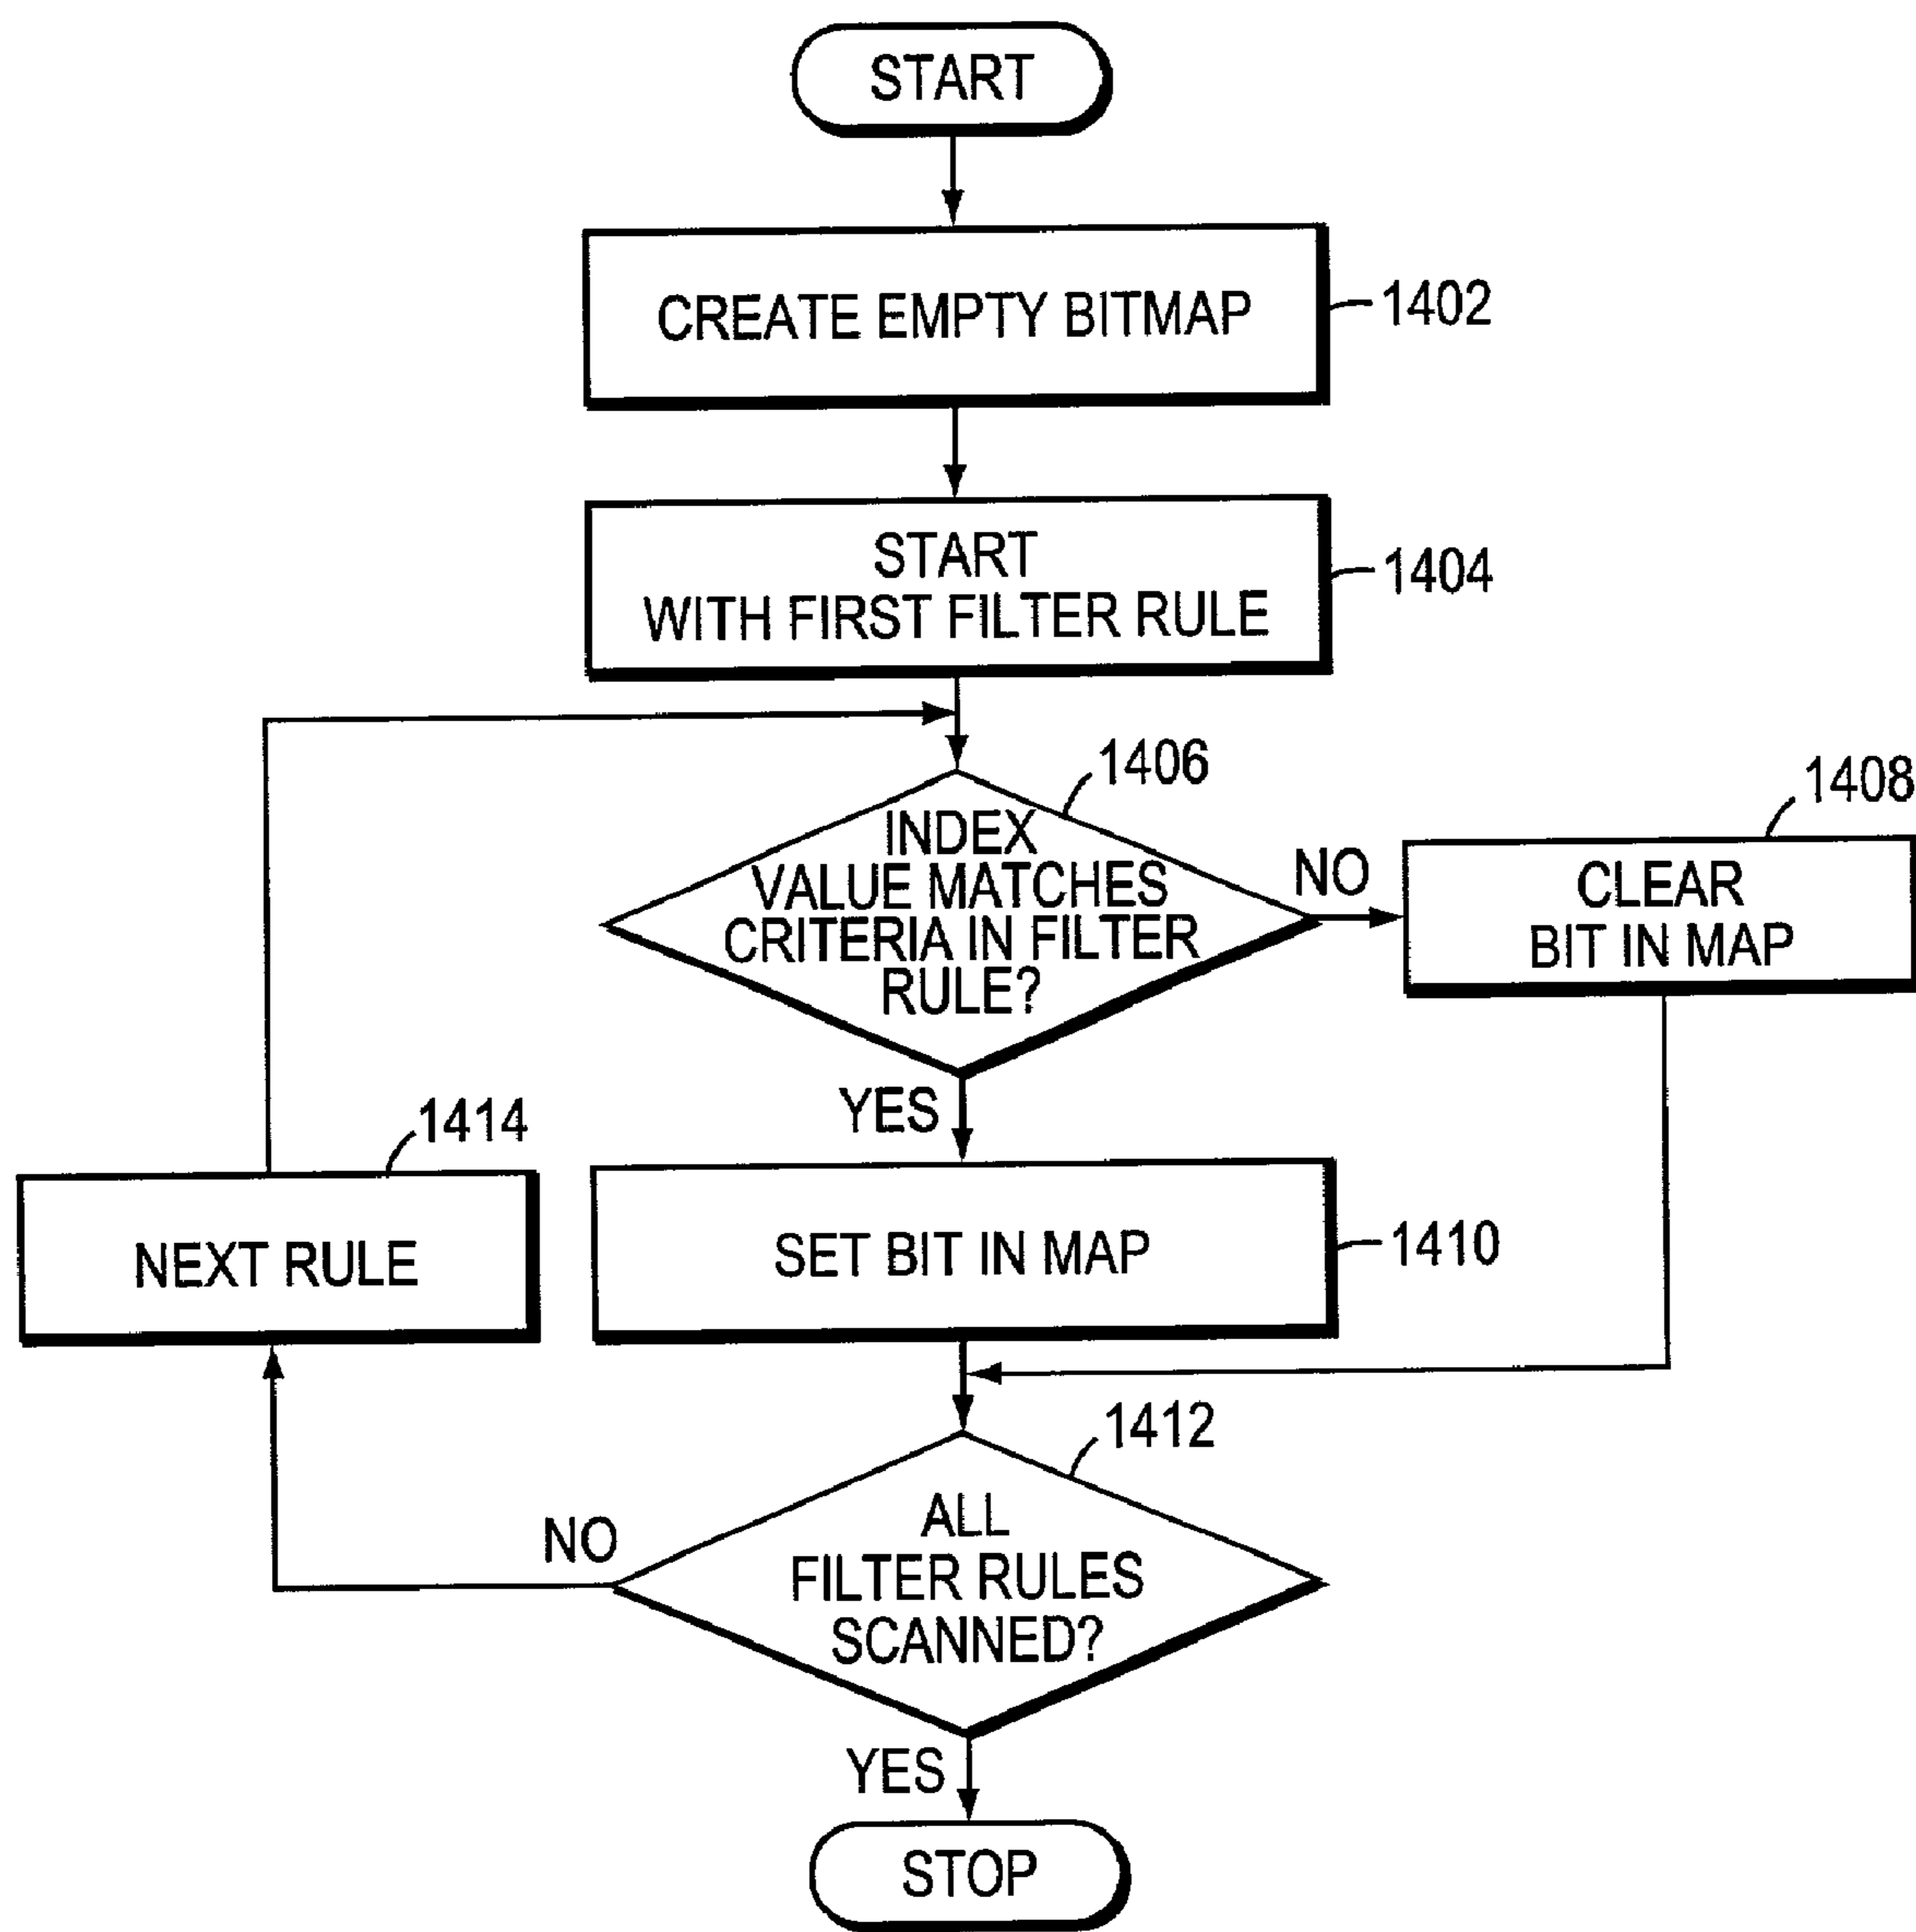 START
CREATE EMPTY BITMAP
1402
START
WITH FIRST FILTER RULE
1404
1406
INDEX
VALUE MATCHES
CRITERIA IN FILTER
RULE?
NO
1408
CLEAR
BIT IN MAP
YES
1414
NEXT RULE
SET BIT IN MAP
1410
1412
ALL
FILTER RULES
SCANNED?
NO
YES
STOP